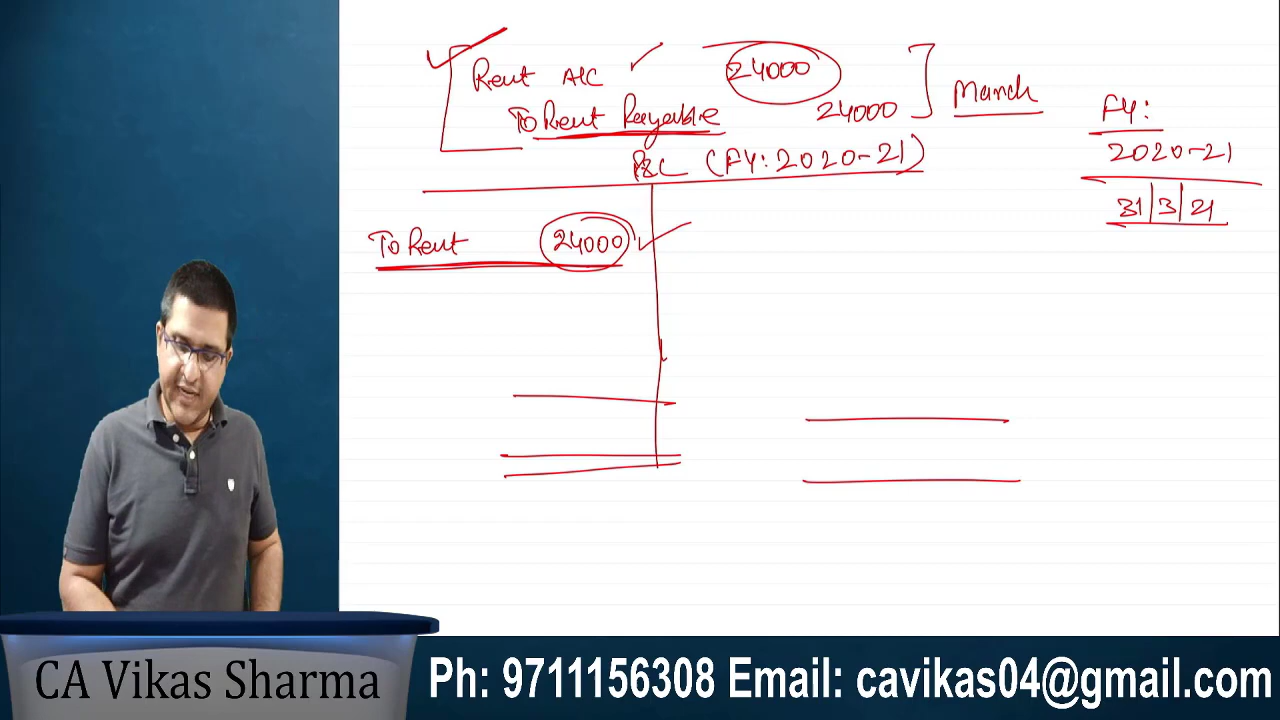 Rent A/C 24000
To Rent Payable 24000
March
FY:
2020-21
31|3|21
P&L (FY: 2020-21)
To Rent 24000
CA Vikas Sharma
Ph: 9711156308 Email: cavikas04@gmail.com